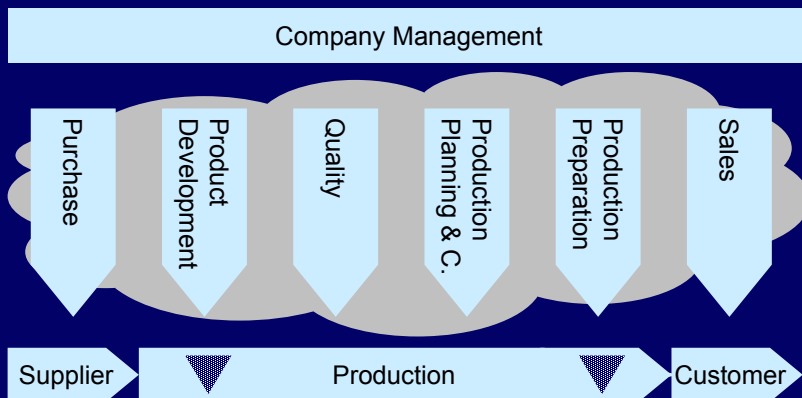 Company Management
Purchase
Product
Development
Quality
Production
Planning & C.
Production
Preparation
Sales
Supplier
Production
Customer